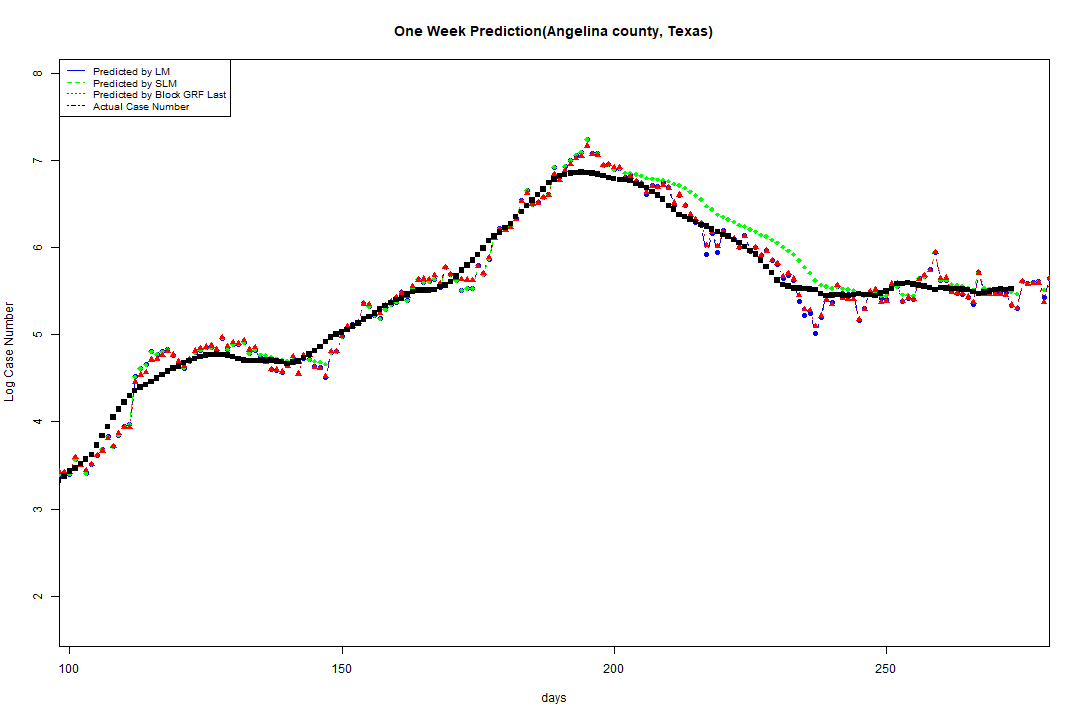 One Week Prediction(Angelina county, Texas)
Predicted by LM
Predicted by SLM
Predicted by Block GRF Last
Actual Case Number
8
7
6
5
4
3
2
Log Case Number
100 150 200 250
days